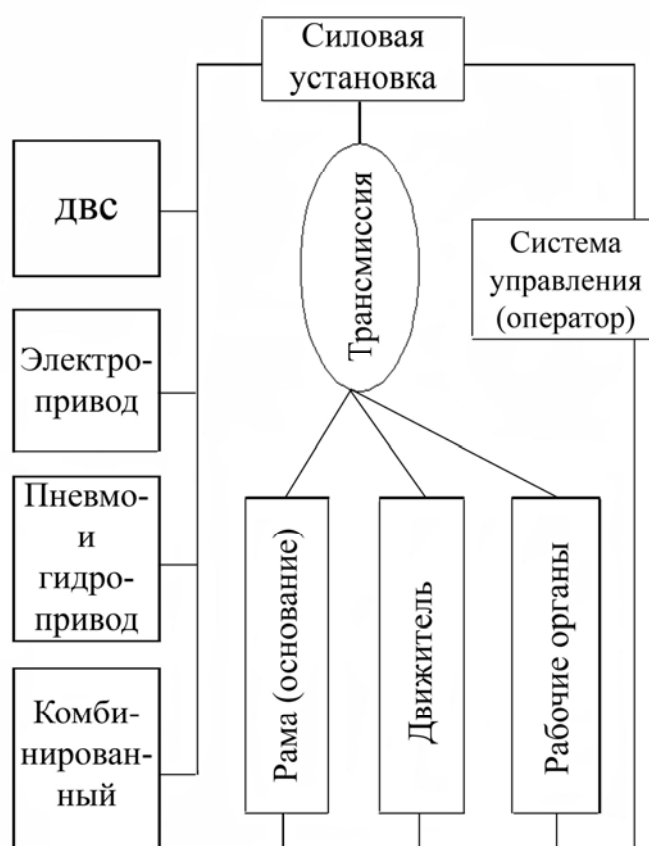 Силовая
установка
ДВС
Электро-
привод
Пневмо-
и
гидро-
привод
Комби-
нирован-
ный
Трансмиссия
Система
управления
(оператор)
Рама (основание)
Движитель
Рабочие органы